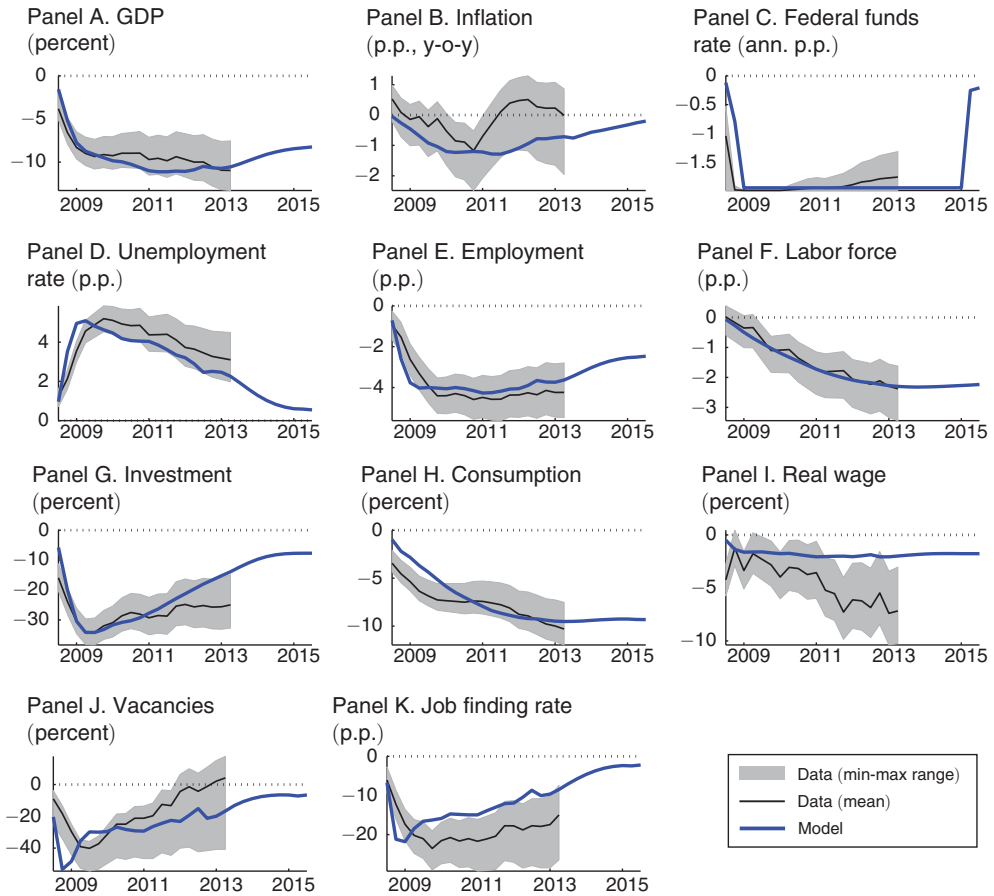 Panel A. GDP
(percent)
0
−5
−10
2009 2011 2013 2015
Panel B. Inflation
(p.p., y-o-y)
1
0
−1
−2
2009 2011 2013 2015
Panel C. Federal funds
rate (ann. p.p.)
0
−0.5
−1
−1.5
2009 2011 2013 2015
Panel D. Unemployment
rate (p.p.)
4
2
0
2009 2011 2013 2015
Panel E. Employment
(p.p.)
0
−2
−4
2009 2011 2013 2015
Panel F. Labor force
(p.p.)
0
−1
−2
−3
2009 2011 2013 2015
Panel G. Investment
(percent)
0
−10
−20
−30
2009 2011 2013 2015
Panel H. Consumption
(percent)
0
−5
−10
2009 2011 2013 2015
Panel I. Real wage
(percent)
0
−5
−10
2009 2011 2013 2015
Panel J. Vacancies
(percent)
0
−20
−40
2009 2011 2013 2015
Panel K. Job finding rate
(p.p.)
0
−10
−20
2009 2011 2013 2015
Data (min-max range)
Data (mean)
Model